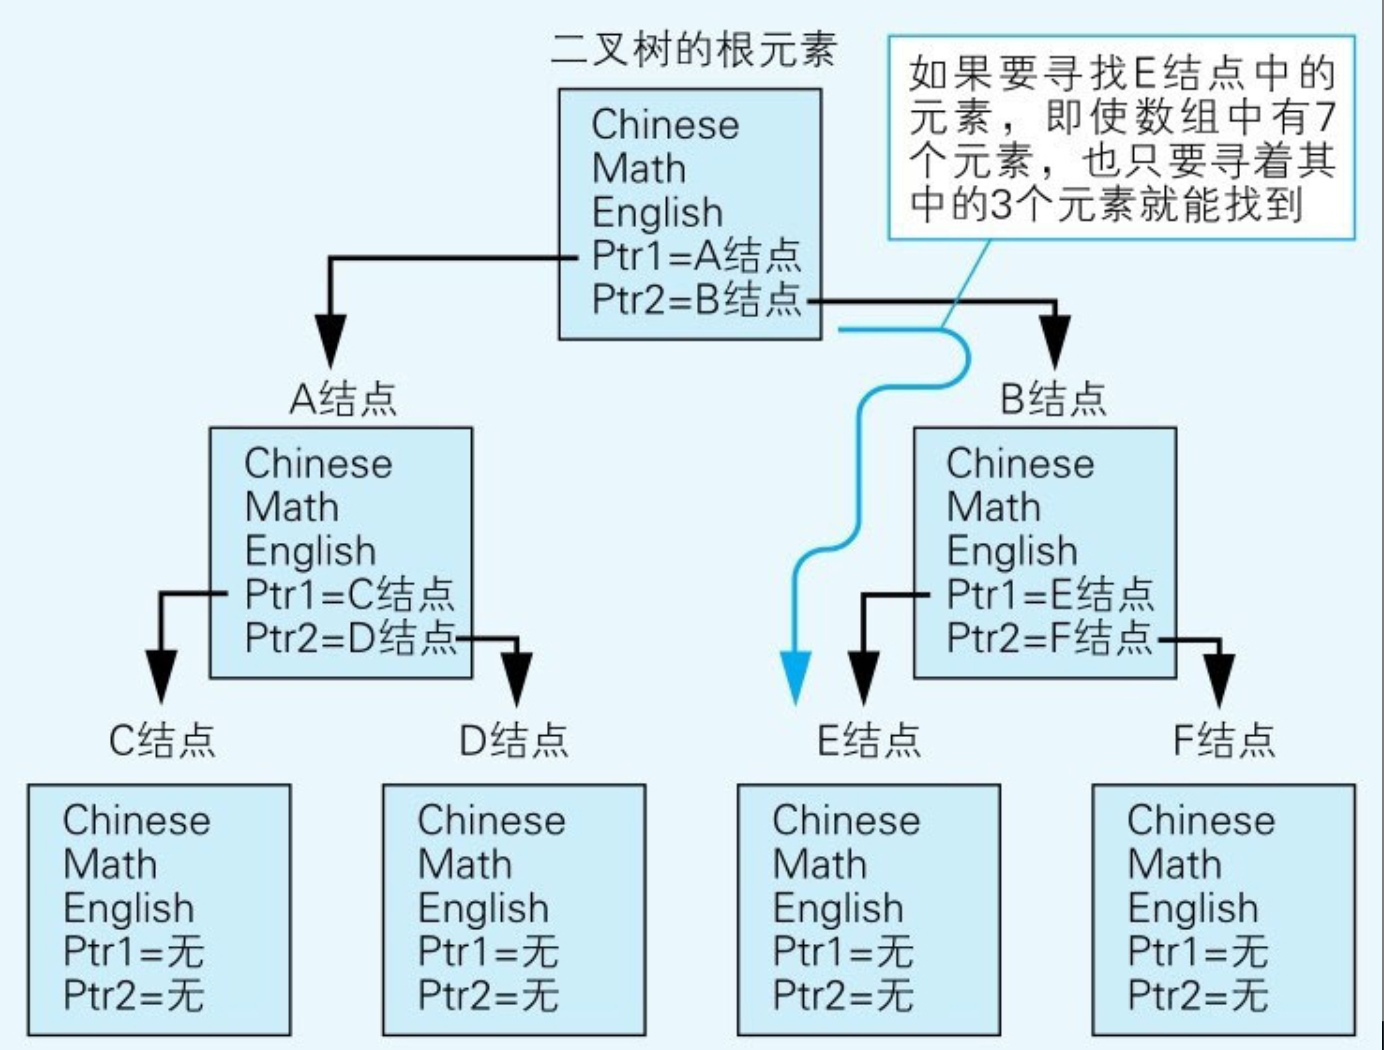 二叉树的根元素
如果要寻找E结点中的
元素，即使数组中有7
个元素，也只要寻着其
中的3个元素就能找到
Chinese
Math
English
Ptr1=A结点
Ptr2=B结点
A结点
Chinese
Math
English
Ptr1=C结点
Ptr2=D结点
B结点
Chinese
Math
English
Ptr1=E结点
Ptr2=F结点
C结点
Chinese
Math
English
Ptr1=无
Ptr2=无
D结点
Chinese
Math
English
Ptr1=无
Ptr2=无
E结点
Chinese
Math
English
Ptr1=无
Ptr2=无
F结点
Chinese
Math
English
Ptr1=无
Ptr2=无